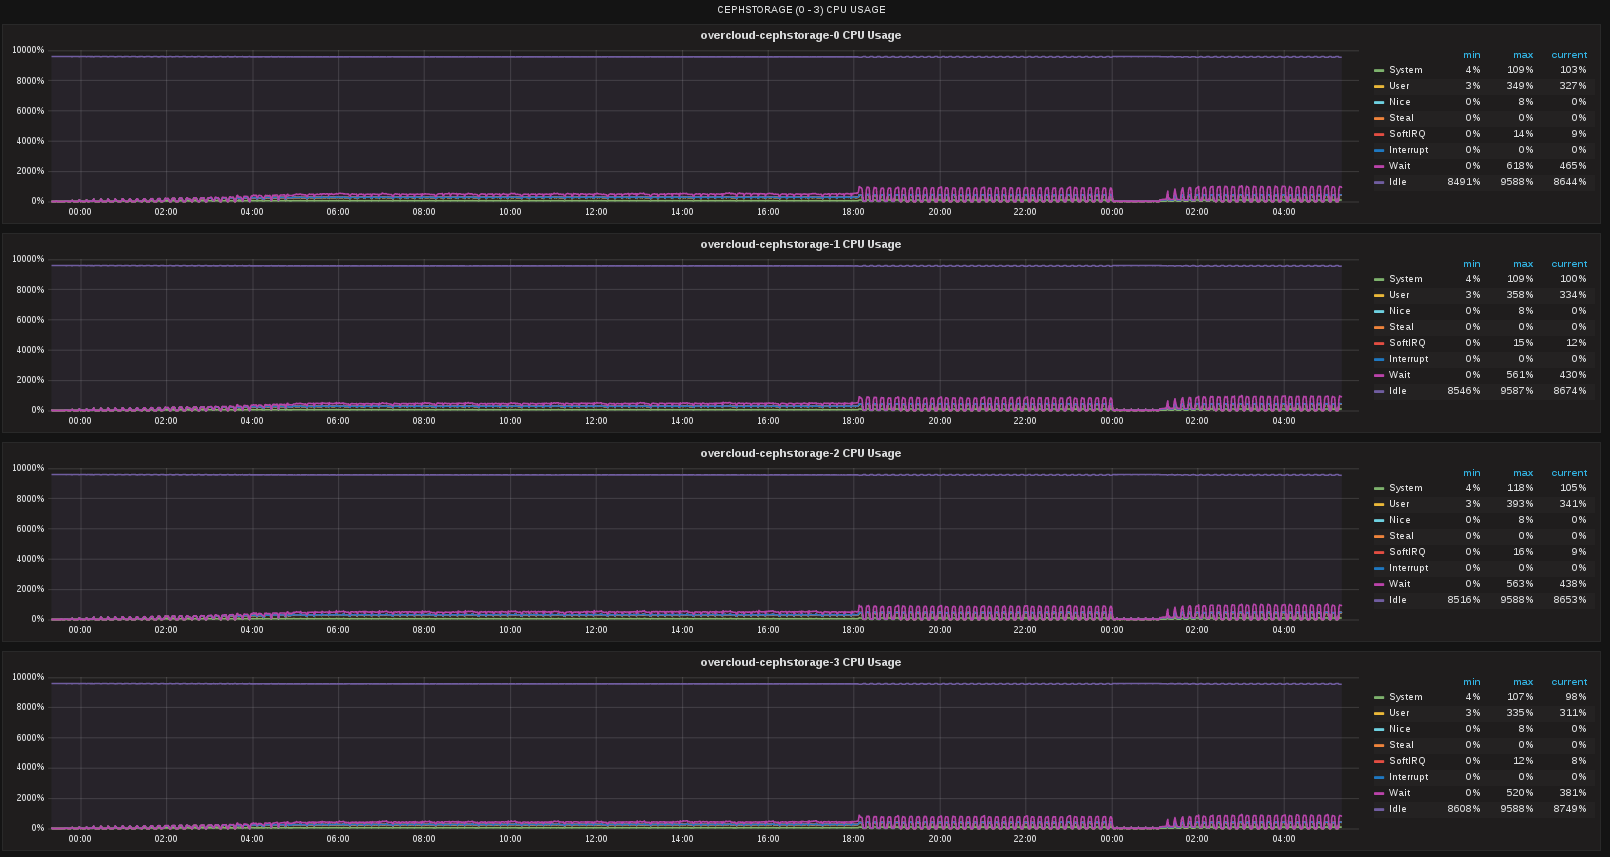 CEPHSTORAGE (0 - 3) CPU USAGE
overcloud-cephstorage-0 CPU Usage
10000%
8000%
6000%
4000%
2000%
0%
00:00 02:00 04:00 06:00 08:00 10:00 12:00 14:00 16:00 18:00 20:00 22:00 00:00 02:00 04:00
min max current
System 4% 109% 103%
User 3% 349% 327%
Nice 0% 8% 0%
Steal 0% 0% 0%
SoftIRQ 0% 14% 9%
Interrupt 0% 0% 0%
Wait 0% 618% 465%
Idle 8491% 9588% 8644%
overcloud-cephstorage-1 CPU Usage
10000%
8000%
6000%
4000%
2000%
0%
00:00 02:00 04:00 06:00 08:00 10:00 12:00 14:00 16:00 18:00 20:00 22:00 00:00 02:00 04:00
min max current
System 4% 109% 100%
User 3% 358% 334%
Nice 0% 8% 0%
Steal 0% 0% 0%
SoftIRQ 0% 15% 12%
Interrupt 0% 0% 0%
Wait 0% 561% 430%
Idle 8546% 9587% 8674%
overcloud-cephstorage-2 CPU Usage
10000%
8000%
6000%
4000%
2000%
0%
00:00 02:00 04:00 06:00 08:00 10:00 12:00 14:00 16:00 18:00 20:00 22:00 00:00 02:00 04:00
min max current
System 4% 118% 105%
User 3% 393% 341%
Nice 0% 8% 0%
Steal 0% 0% 0%
SoftIRQ 0% 16% 9%
Interrupt 0% 0% 0%
Wait 0% 563% 438%
Idle 8516% 9588% 8653%
overcloud-cephstorage-3 CPU Usage
10000%
8000%
6000%
4000%
2000%
0%
00:00 02:00 04:00 06:00 08:00 10:00 12:00 14:00 16:00 18:00 20:00 22:00 00:00 02:00 04:00
min max current
System 4% 107% 98%
User 3% 335% 311%
Nice 0% 8% 0%
Steal 0% 0% 0%
SoftIRQ 0% 12% 8%
Interrupt 0% 0% 0%
Wait 0% 520% 381%
Idle 8608% 9588% 8749%